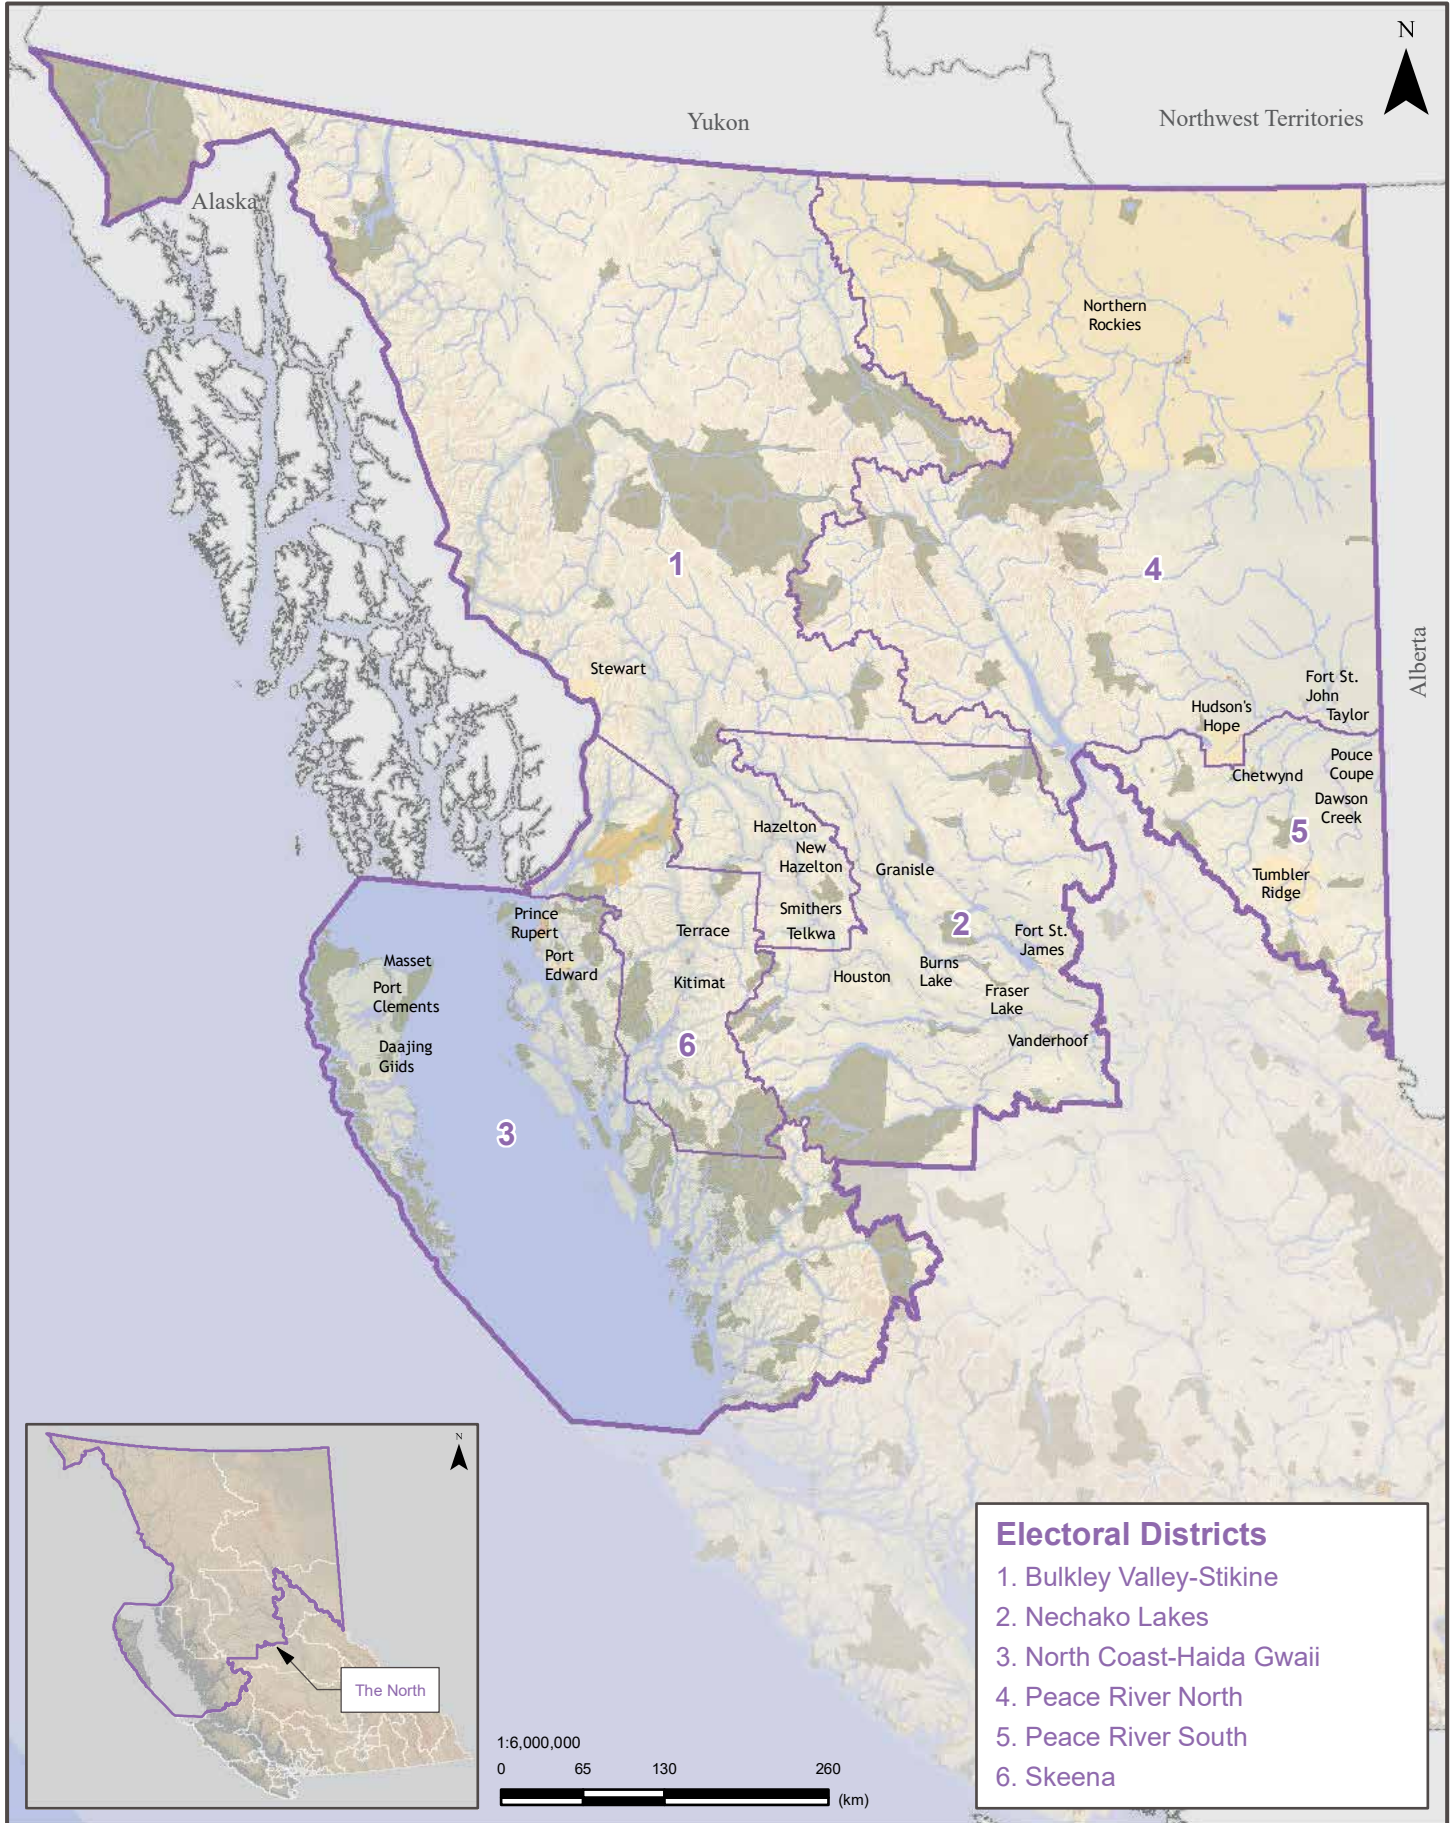 N
Yukon
Northwest Territories
Alaska
Northern
Rockies
1
4
Alberta
Stewart
Fort St.
John
Taylor
Hudson's
Hope
Pouce
Coupe
Chetwynd
Dawson
Creek
5
Tumbler
Ridge
Hazelton
New
Hazelton
Granisle
Smithers
Telkwa
2
Fort St.
James
Prince
Rupert
Port
Edward
Terrace
Kitimat
Houston
Burns
Lake
Fraser
Lake
Vanderhoof
Masset
Port
Clements
Daajing
Giids
6
3
N
The North
1:6,000,000
0 65 130 260
(km)
Electoral Districts
1. Bulkley Valley-Stikine
2. Nechako Lakes
3. North Coast-Haida Gwaii
4. Peace River North
5. Peace River South
6. Skeena